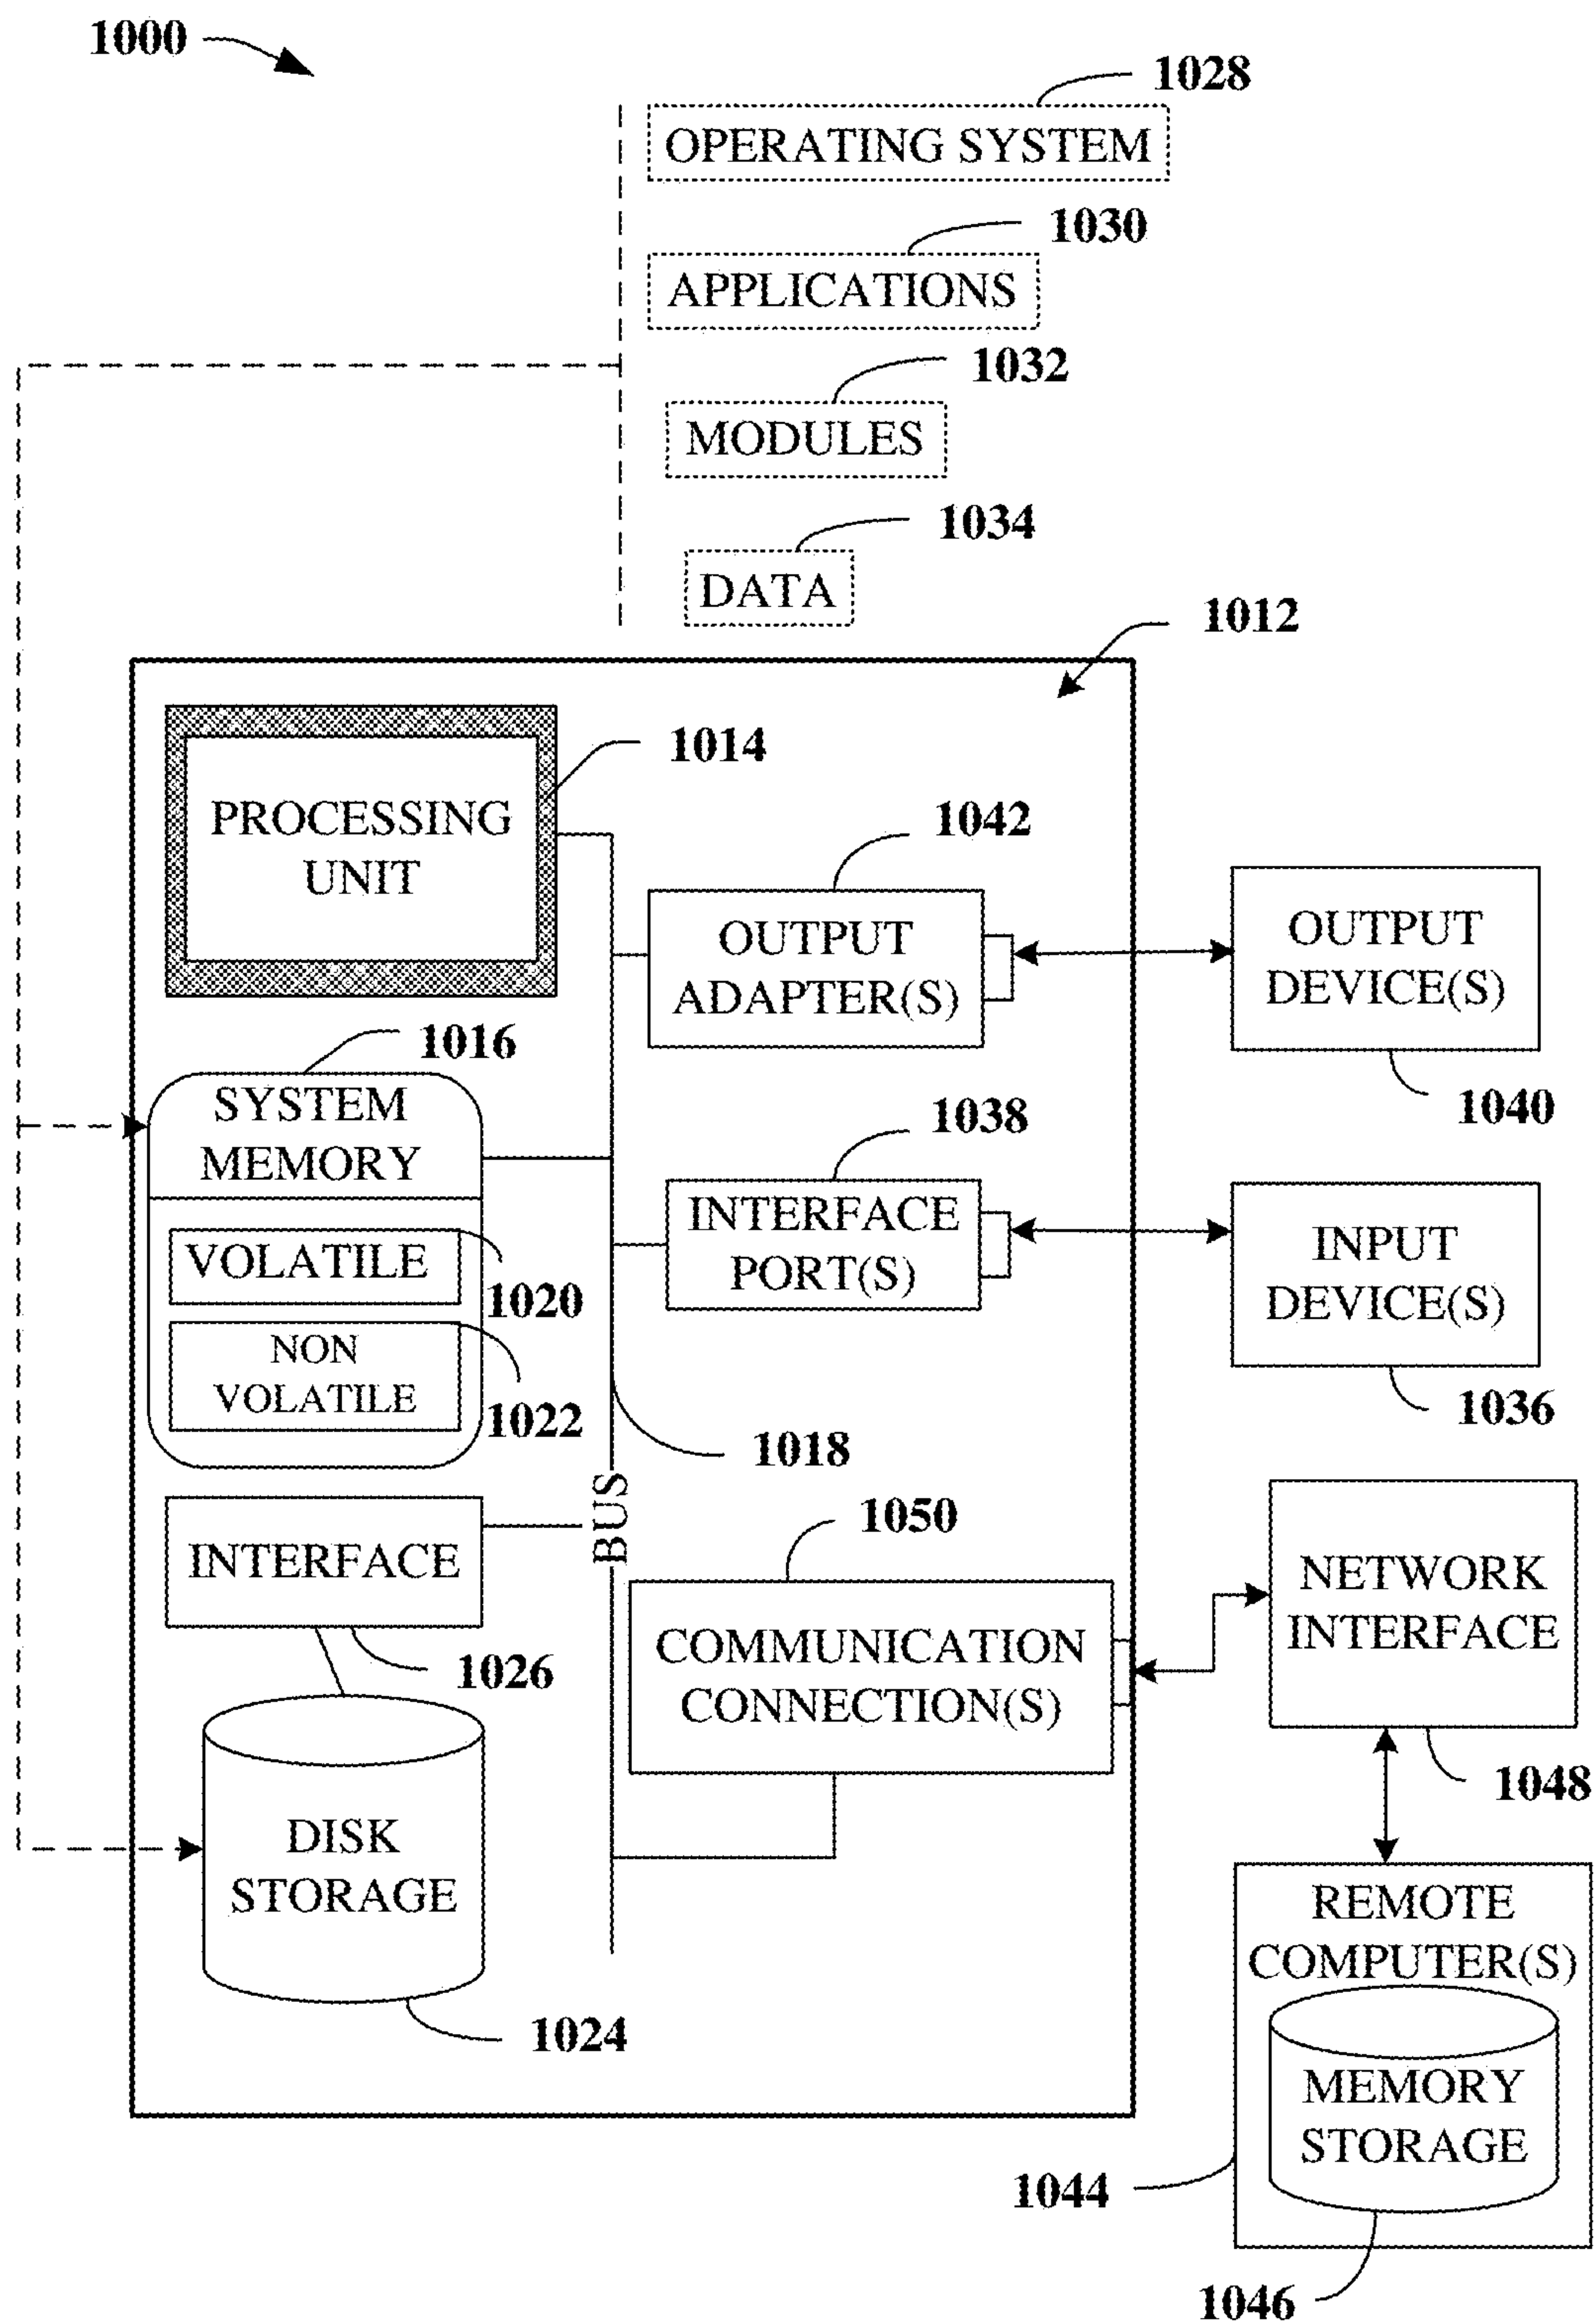 1000
1028
OPERATING SYSTEM
1030
APPLICATIONS
1032
MODULES
1034
DATA
1012
1014
PROCESSING
UNIT
1042
OUTPUT
ADAPTER(S)
OUTPUT
DEVICE(S)
1040
1016
SYSTEM
MEMORY
VOLATILE
1020
NON
VOLATILE
1022
1038
INTERFACE
PORT(S)
INPUT
DEVICE(S)
1036
1018
BUS
INTERFACE
1026
1050
COMMUNICATION
CONNECTION(S)
NETWORK
INTERFACE
1048
DISK
STORAGE
1024
REMOTE
COMPUTER(S)
MEMORY
STORAGE
1044
1046